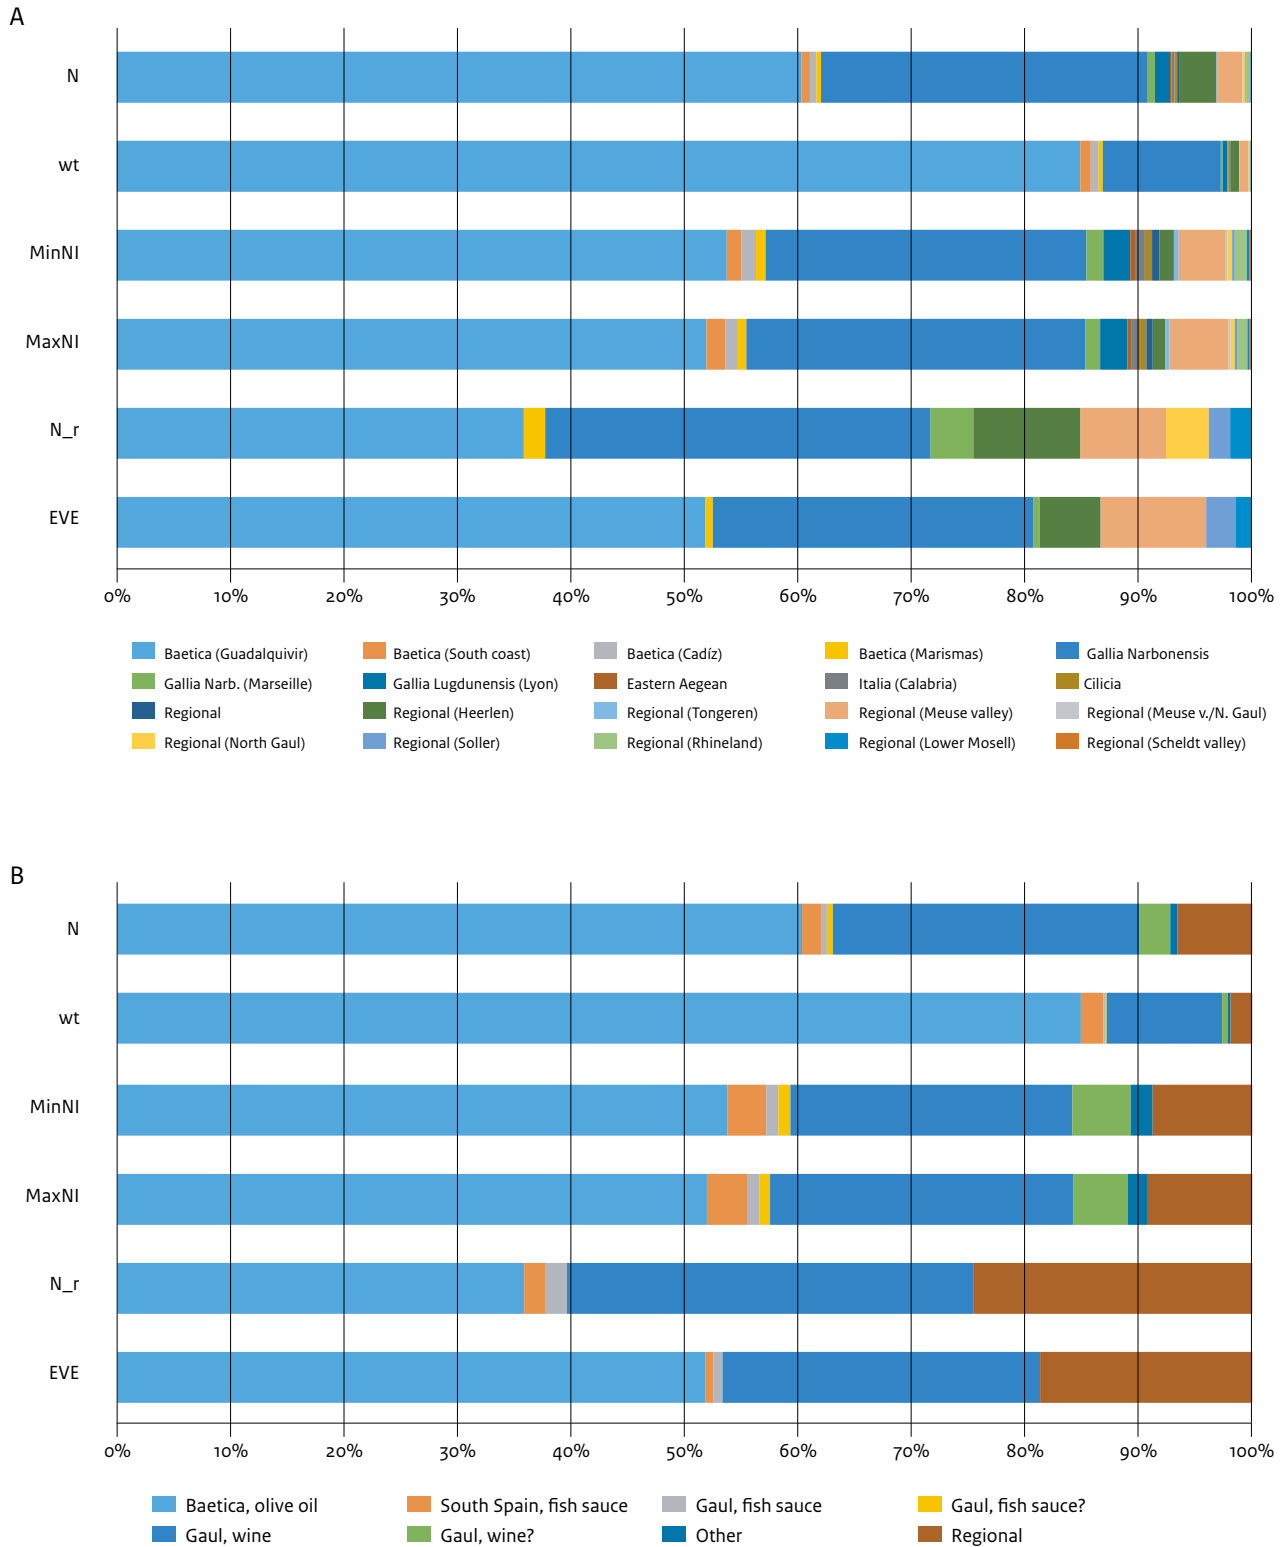 A
N
wt
MinNI
MaxNI
N_r
EVE
0% 10% 20% 30% 40% 50% 60% 70% 80% 90% 100%
Baetica (Guadalquivir) Baetica (South coast) Baetica (Cadíz) Baetica (Marismas) Gallia Narbonensis
Gallia Narb. (Marseille) Gallia Lugdunensis (Lyon) Eastern Aegean Italia (Calabria) Cilicia
Regional Regional (Heerlen) Regional (Tongeren) Regional (Meuse valley) Regional (Meuse v./N. Gaul)
Regional (North Gaul) Regional (Soller) Regional (Rhineland) Regional (Lower Mosell) Regional (Scheldt valley)
B
N
wt
MinNI
MaxNI
N_r
EVE
0% 10% 20% 30% 40% 50% 60% 70% 80% 90% 100%
Baetica, olive oil South Spain, fish sauce Gaul, fish sauce Gaul, fish sauce?
Gaul, wine Gaul, wine? Other Regional